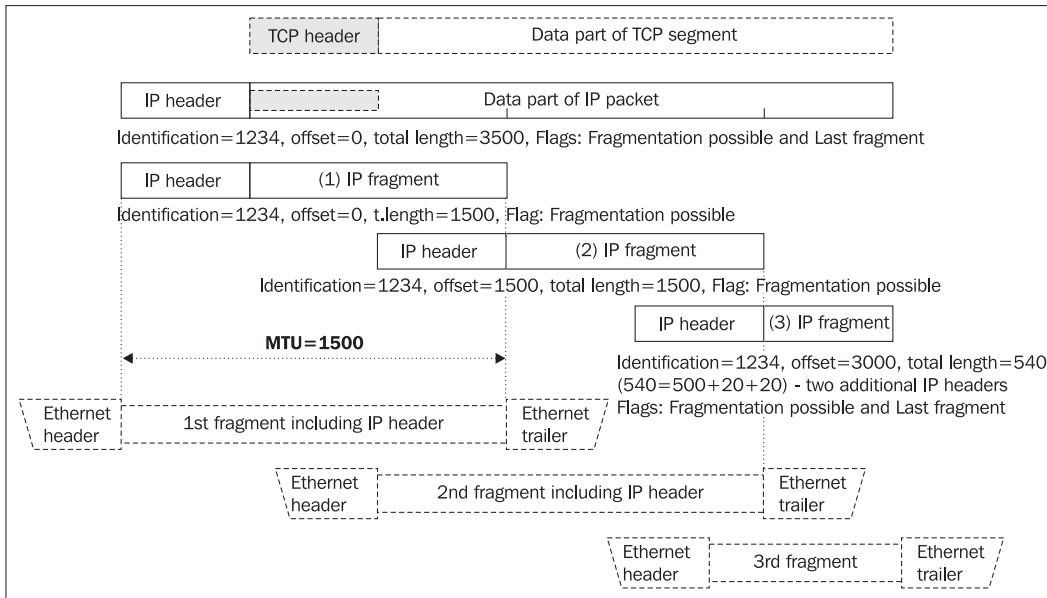 TCP header
Data part of TCP segment
IP header
Data part of IP packet
Identification=1234, offset=0, total length=3500, Flags: Fragmentation possible and Last fragment
IP header
(1) IP fragment
Identification=1234, offset=0, t.length=1500, Flag: Fragmentation possible
IP header
(2) IP fragment
Identification=1234, offset=1500, total length=1500, Flag: Fragmentation possible
IP header
(3) IP fragment
MTU=1500
Identification=1234, offset=3000, total length=540
(540=500+20+20) - two additional IP headers
Flags: Fragmentation possible and Last fragment
Ethernet
header
1st fragment including IP header
Ethernet
trailer
Ethernet
header
2nd fragment including IP header
Ethernet
trailer
Ethernet
header
3rd fragment
Ethernet
trailer